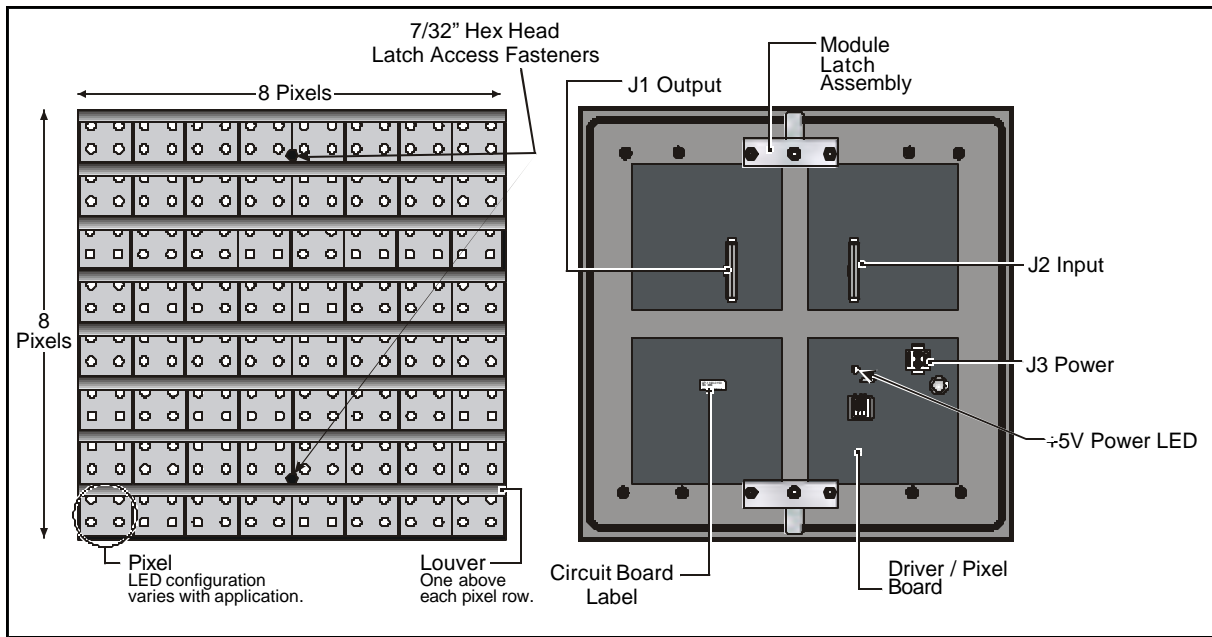 7/32” Hex Head
Latch Access Fasteners
8 Pixels
8
Pixels
Pixel
LED configuration
varies with application.
Louver
One above
each pixel row.
Module
Latch
Assembly
J1 Output
J2 Input
J3 Power
+5V Power LED
Circuit Board
Label
Driver / Pixel
Board